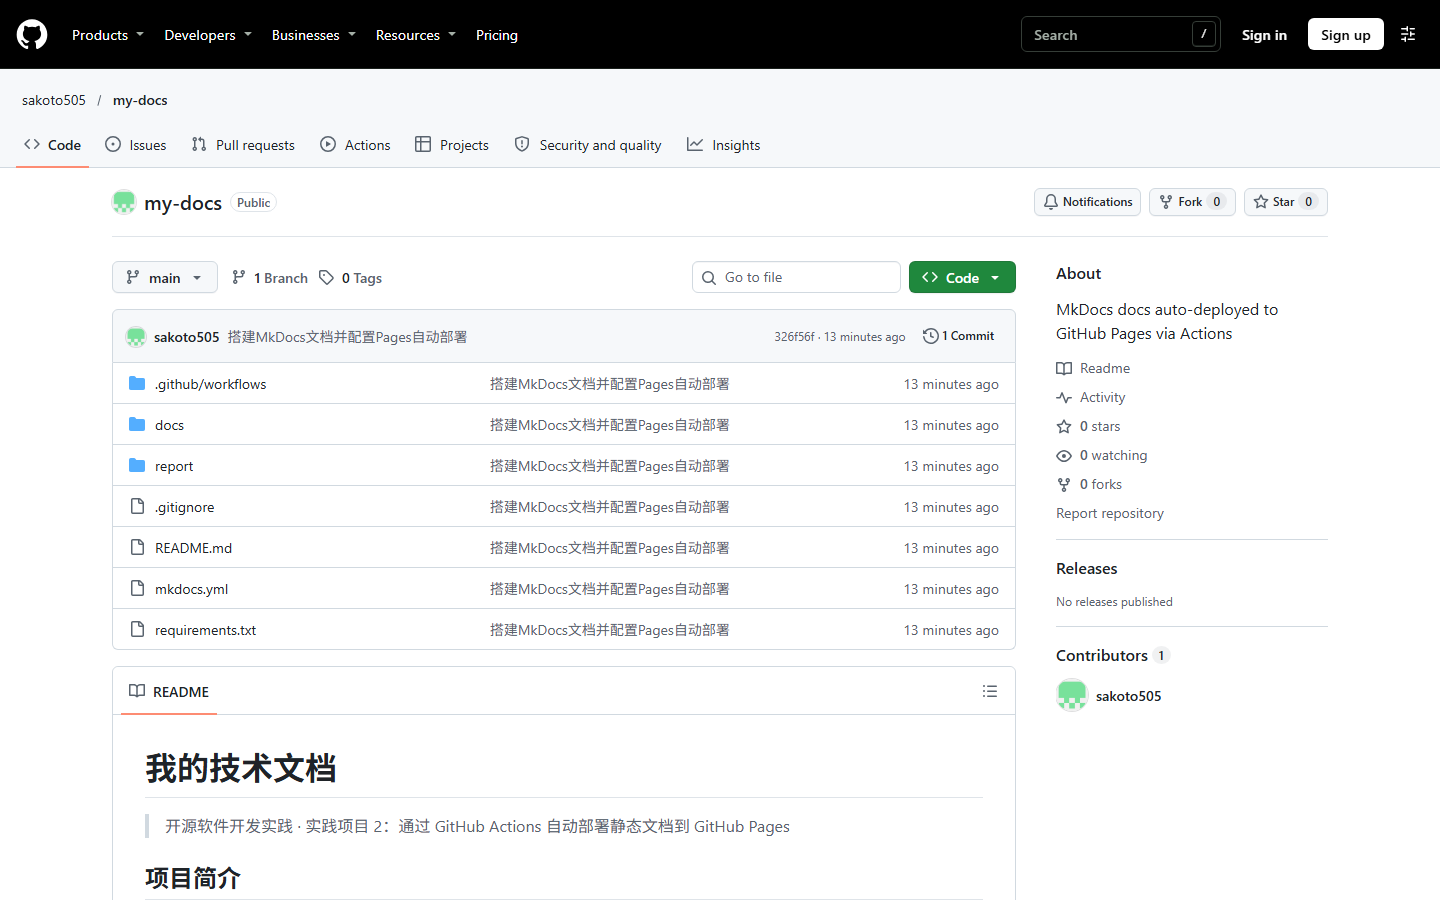 Products Developers Businesses Resources Pricing Search / Sign in Sign up
sakoto505 / my-docs
Code Issues Pull requests Actions Projects Security and quality Insights
my-docs Public Notifications Fork 0 Star 0
main 1 Branch 0 Tags Go to file Code
sakoto505 搭建MkDocs文档并配置Pages自动部署 326f56f · 13 minutes ago 1 Commit
.github/workflows 搭建MkDocs文档并配置Pages自动部署 13 minutes ago
docs 搭建MkDocs文档并配置Pages自动部署 13 minutes ago
report 搭建MkDocs文档并配置Pages自动部署 13 minutes ago
.gitignore 搭建MkDocs文档并配置Pages自动部署 13 minutes ago
README.md 搭建MkDocs文档并配置Pages自动部署 13 minutes ago
mkdocs.yml 搭建MkDocs文档并配置Pages自动部署 13 minutes ago
requirements.txt 搭建MkDocs文档并配置Pages自动部署 13 minutes ago
README
我的技术文档
开源软件开发实践 · 实践项目 2：通过 GitHub Actions 自动部署静态文档到 GitHub Pages
项目简介
About
MkDocs docs auto-deployed to
GitHub Pages via Actions
Readme
Activity
0 stars
0 watching
0 forks
Report repository
Releases
No releases published
Contributors 1
sakoto505